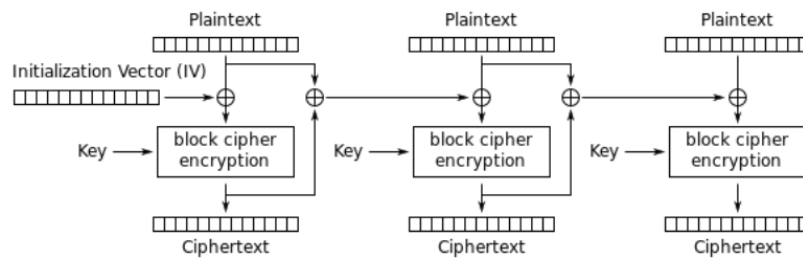 Plaintext
Plaintext
Plaintext
Initialization Vector (IV)
Key
block cipher
encryption
Key
block cipher
encryption
Key
block cipher
encryption
Ciphertext
Ciphertext
Ciphertext